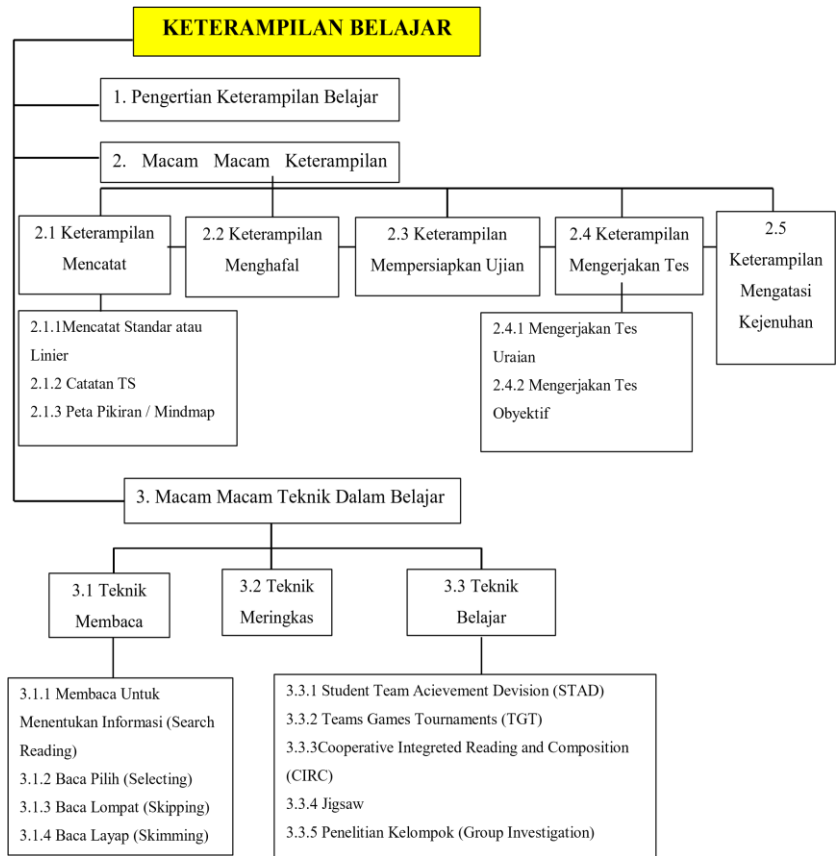 KETERAMPILAN BELAJAR
1. Pengertian Keterampilan Belajar
2. Macam Macam Keterampilan
2.1 Keterampilan
Mencatat
2.2 Keterampilan
Menghafal
2.3 Keterampilan
Mempersiapkan Ujian
2.4 Keterampilan
Mengerjakan Tes
2.5
Keterampilan
Mengatasi
Kejenuhan
2.1.1Mencatat Standar atau
Linier
2.1.2 Catatan TS
2.1.3 Peta Pikiran / Mindmap
2.4.1 Mengerjakan Tes
Uraian
2.4.2 Mengerjakan Tes
Obyektif
3. Macam Macam Teknik Dalam Belajar
3.1 Teknik
Membaca
3.2 Teknik
Meringkas
3.3 Teknik
Belajar
3.1.1 Membaca Untuk
Menentukan Informasi (Search
Reading)
3.1.2 Baca Pilih (Selecting)
3.1.3 Baca Lompat (Skipping)
3.1.4 Baca Layap (Skimming)
3.3.1 Student Team Acievement Devision (STAD)
3.3.2 Teams Games Tournaments (TGT)
3.3.3Cooperative Integreted Reading and Composition
(CIRC)
3.3.4 Jigsaw
3.3.5 Penelitian Kelompok (Group Investigation)